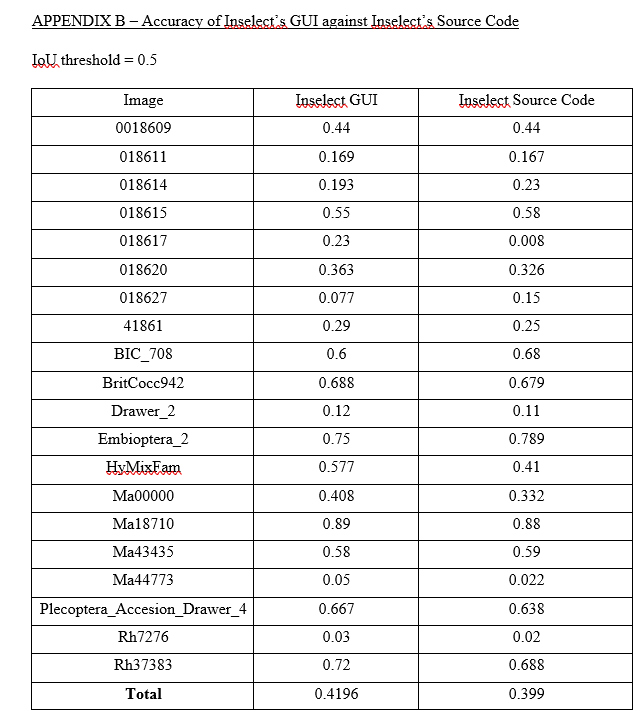 APPENDIX B – Accuracy of Inselect's GUI against Inselect's Source Code
IoU threshold = 0.5
Image Inselect GUI Inselect Source Code
0018609 0.44 0.44
018611 0.169 0.167
018614 0.193 0.23
018615 0.55 0.58
018617 0.23 0.008
018620 0.363 0.326
018627 0.077 0.15
41861 0.29 0.25
BIC_708 0.6 0.68
BritCocc942 0.688 0.679
Drawer_2 0.12 0.11
Embioptera_2 0.75 0.789
HyMixFam 0.577 0.41
Ma00000 0.408 0.332
Ma18710 0.89 0.88
Ma43435 0.58 0.59
Ma44773 0.05 0.022
Plecoptera_Accesion_Drawer_4 0.667 0.638
Rh7276 0.03 0.02
Rh37383 0.72 0.688
Total 0.4196 0.399